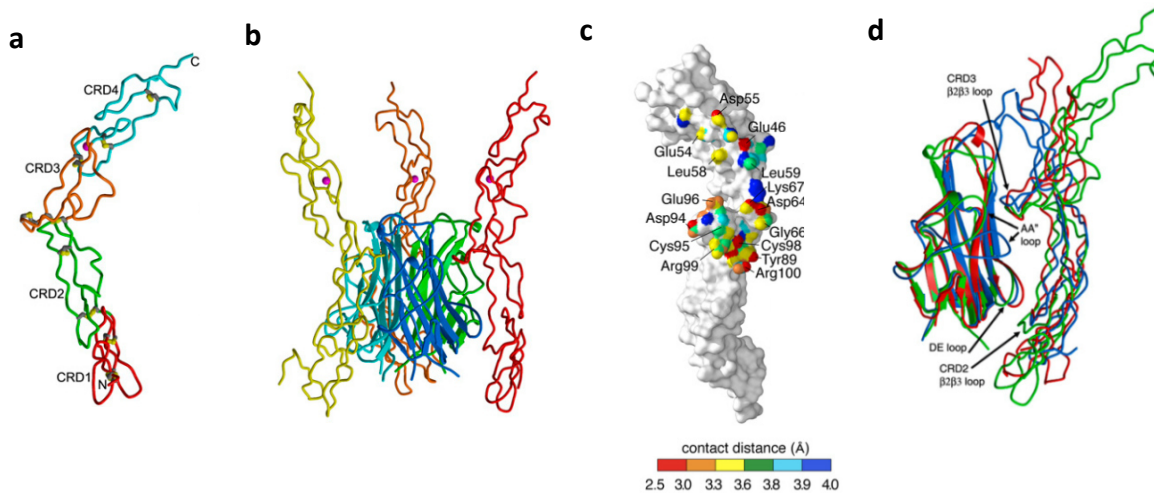 a
b
c
d
CRD4
C
CRD3
CRD2
CRD1
N
Asp55
Glu46
Glu54
Leu58
Leu59
Lys67
Glu96
Asp64
Asp94
Gly66
Cys95
Cys98
Tyr89
Arg99
Arg100
contact distance (Å)
2.5 3.0 3.3 3.6 3.8 3.9 4.0
CRD3
β2β3 loop
AA"
loop
DE loop
CRD2
β2β3 loop